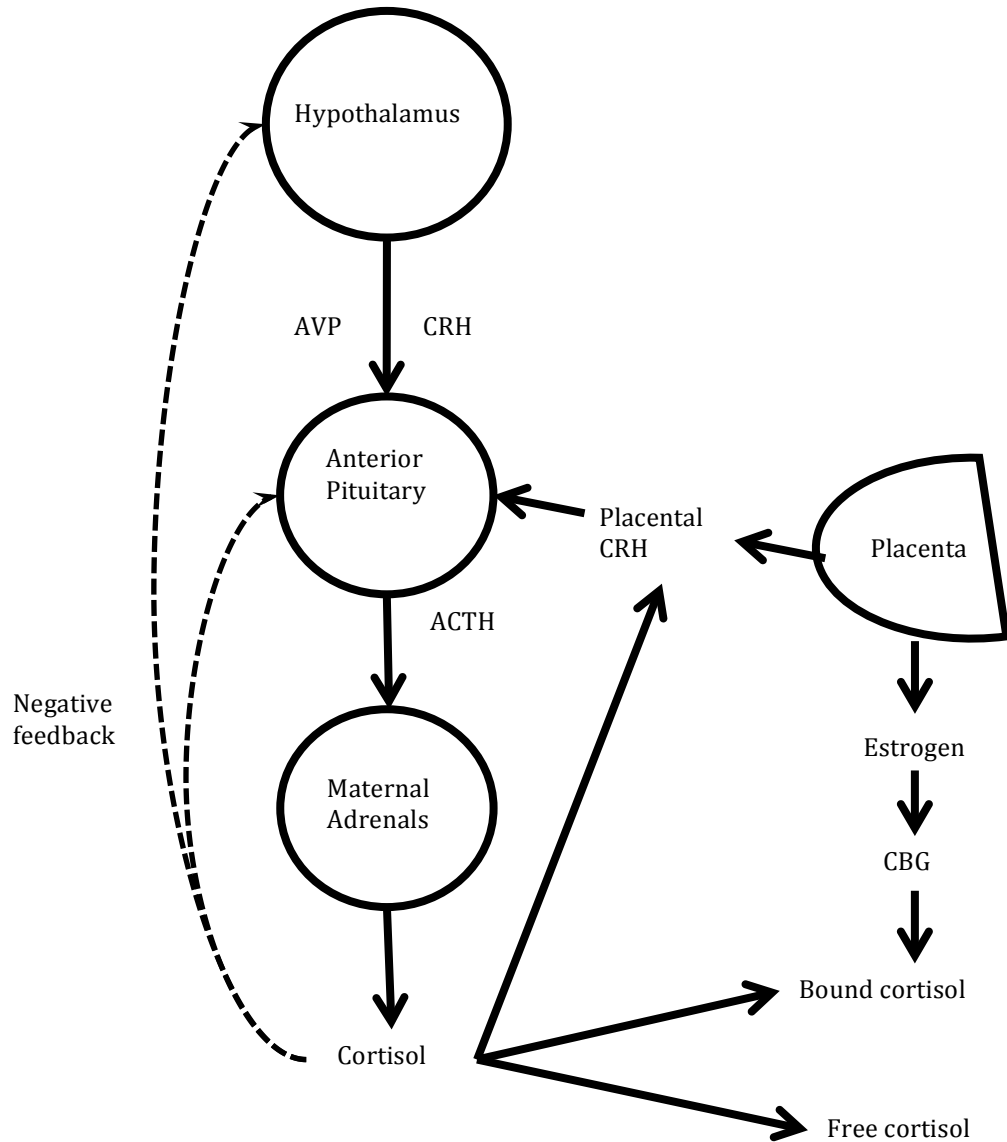 Hypothalamus
AVP
CRH
Anterior
Pituitary
Placental
CRH
Placenta
ACTH
Negative
feedback
Estrogen
Maternal
Adrenals
CBG
Bound cortisol
Cortisol
Free cortisol